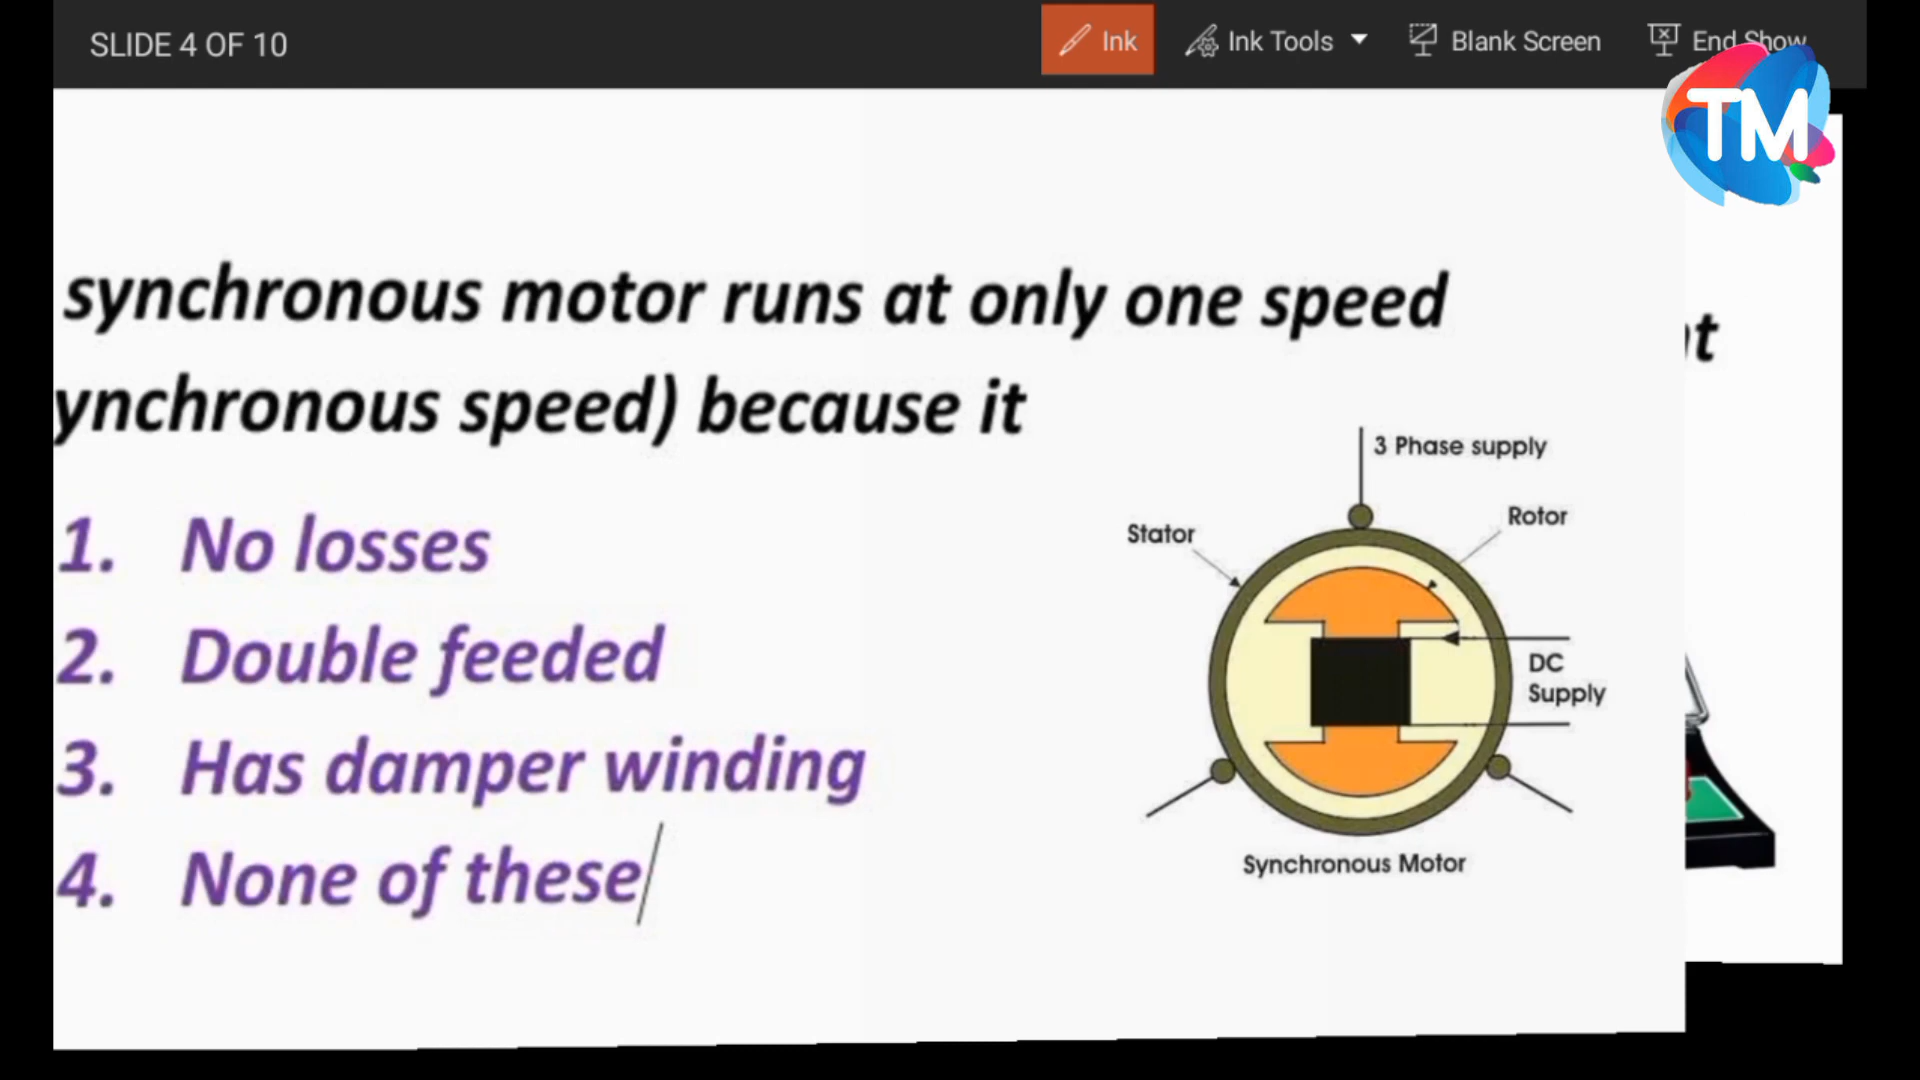 SLIDE 4 OF 10
Ink
Ink Tools
Blank Screen
End Show
TM
synchronous motor runs at only one speed
ynchronous speed) because it
1. No losses
2. Double feeded
3. Has damper winding
4. None of these
3 Phase supply
Stator
Rotor
DC
Supply
Synchronous Motor